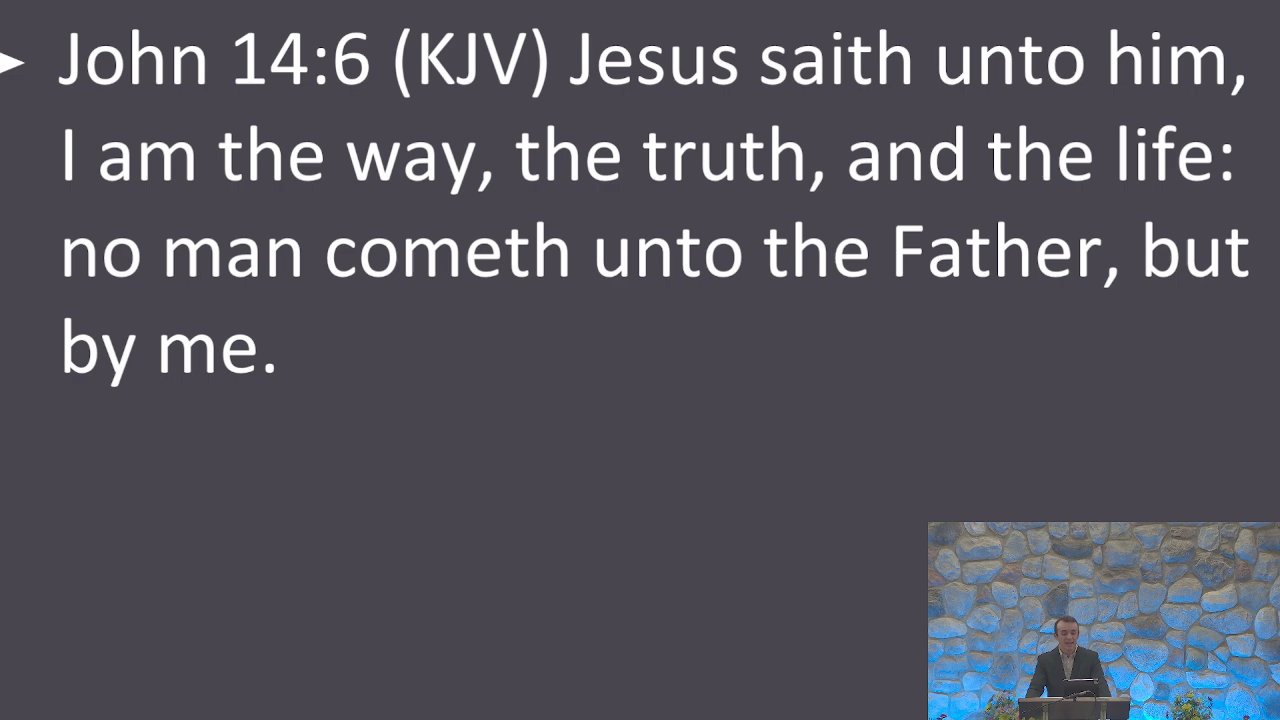 John 14:6 (KJV) Jesus saith unto him,
I am the way, the truth, and the life:
no man cometh unto the Father, but
by me.